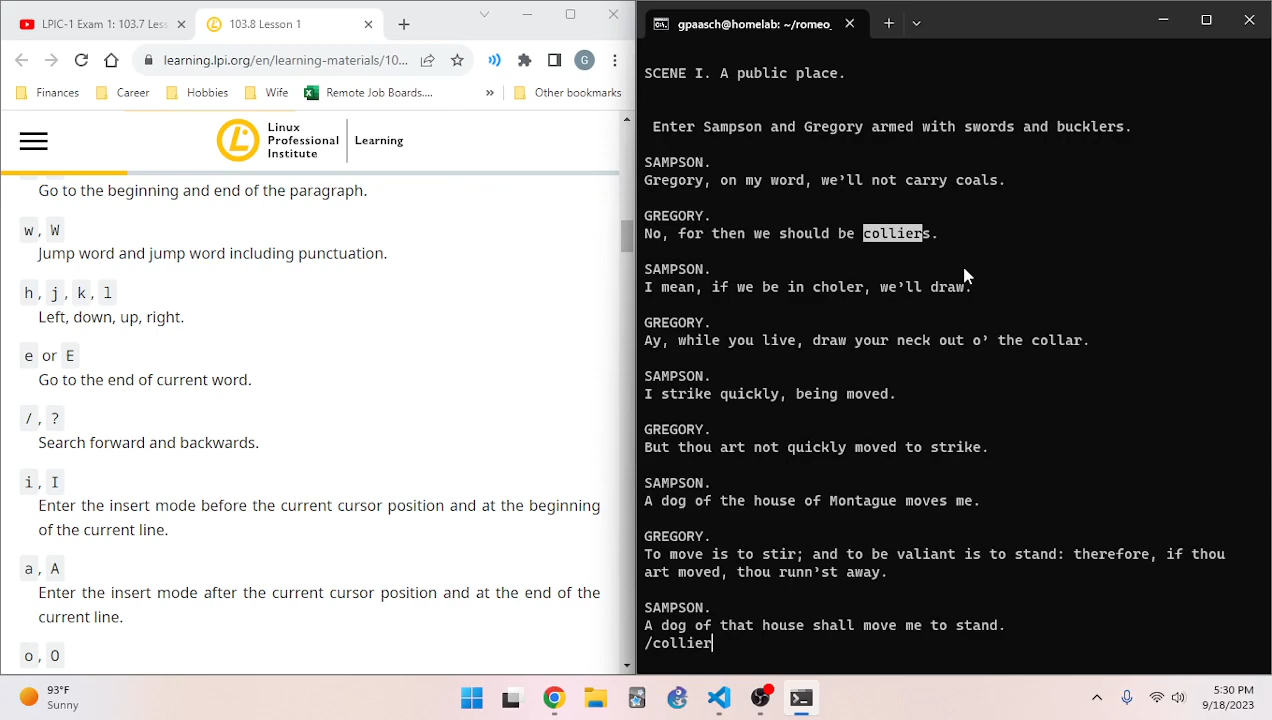 LPIC-1 Exam 1: 103.7 Less
103.8 Lesson 1
gpaasch@homelab: ~/romeo_
learning.lpi.org/en/learning-materials/10...
G
Finances
Career
Hobbies
Wife
Remote Job Boards....
»
Other bookmarks
Linux
Professional
Institute
Learning
Go to the beginning and end of the paragraph.
w, W
Jump word and jump word including punctuation.
h, j, k, l
Left, down, up, right.
e or E
Go to the end of current word.
/, ?
Search forward and backwards.
i, I
Enter the insert mode before the current cursor position and at the beginning
of the current line.
a, A
Enter the insert mode after the current cursor position and at the end of the
current line.
o, O
SCENE I. A public place.
Enter Sampson and Gregory armed with swords and bucklers.
SAMPSON.
Gregory, on my word, we’ll not carry coals.
GREGORY.
No, for then we should be colliers.
SAMPSON.
I mean, if we be in choler, we’ll draw.
GREGORY.
Ay, while you live, draw your neck out o’ the collar.
SAMPSON.
I strike quickly, being moved.
GREGORY.
But thou art not quickly moved to strike.
SAMPSON.
A dog of the house of Montague moves me.
GREGORY.
To move is to stir; and to be valiant is to stand: therefore, if thou
art moved, thou runn’st away.
SAMPSON.
A dog of that house shall move me to stand.
/collier
93°F
Sunny
5:30 PM
9/18/2023